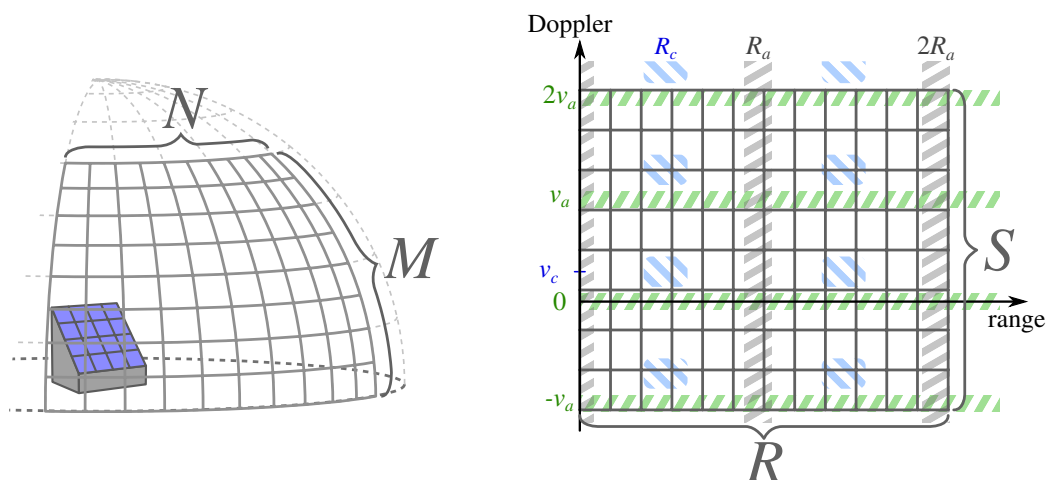 N
M
Doppler
R_c
R_a
2R_a
2v_a
v_a
v_c
0
-v_a
S
range
R